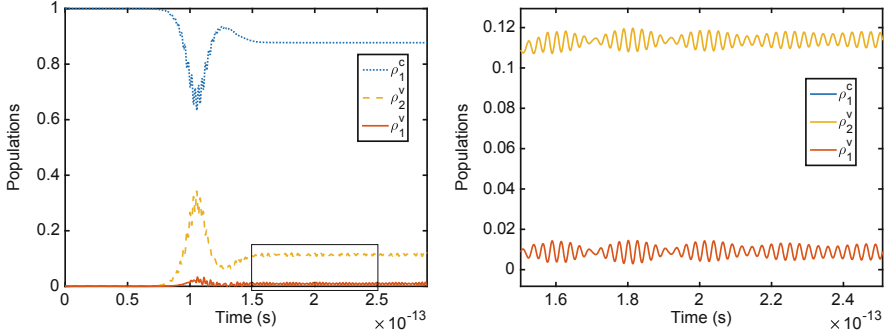 1
0.8
0.6
0.4
0.2
0
Populations
ρ₁ᶜ
ρ₂ᵛ
ρ₁ᵛ
0 0.5 1 1.5 2 2.5
Time (s)
×10⁻¹³
0.12
0.1
0.08
0.06
0.04
0.02
0
Populations
ρ₁ᶜ
ρ₂ᵛ
ρ₁ᵛ
1.6 1.8 2 2.2 2.4
Time (s)
×10⁻¹³